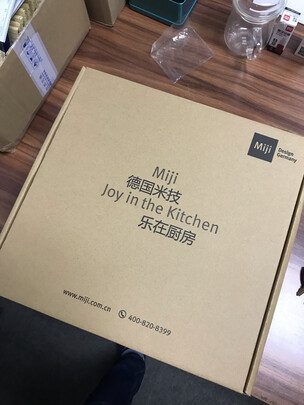 Miji
Design
Germany
Miji
德国米技
Joy in the Kitchen
乐在厨房
www.miji.com.cn
400-820-8399